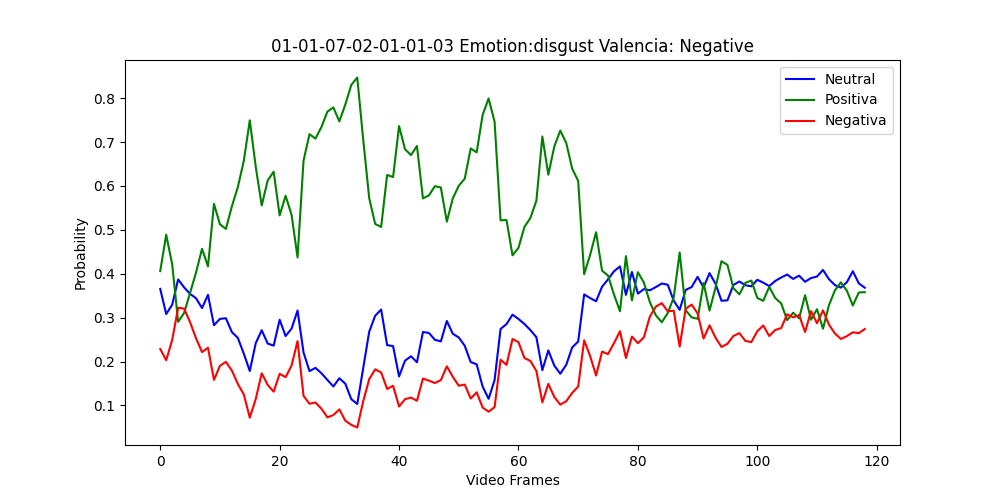 01-01-07-02-01-01-03 Emotion:disgust Valencia: Negative
Neutral
Positiva
Negativa
Probability
0.8
0.7
0.6
0.5
0.4
0.3
0.2
0.1
0 20 40 60 80 100 120
Video Frames